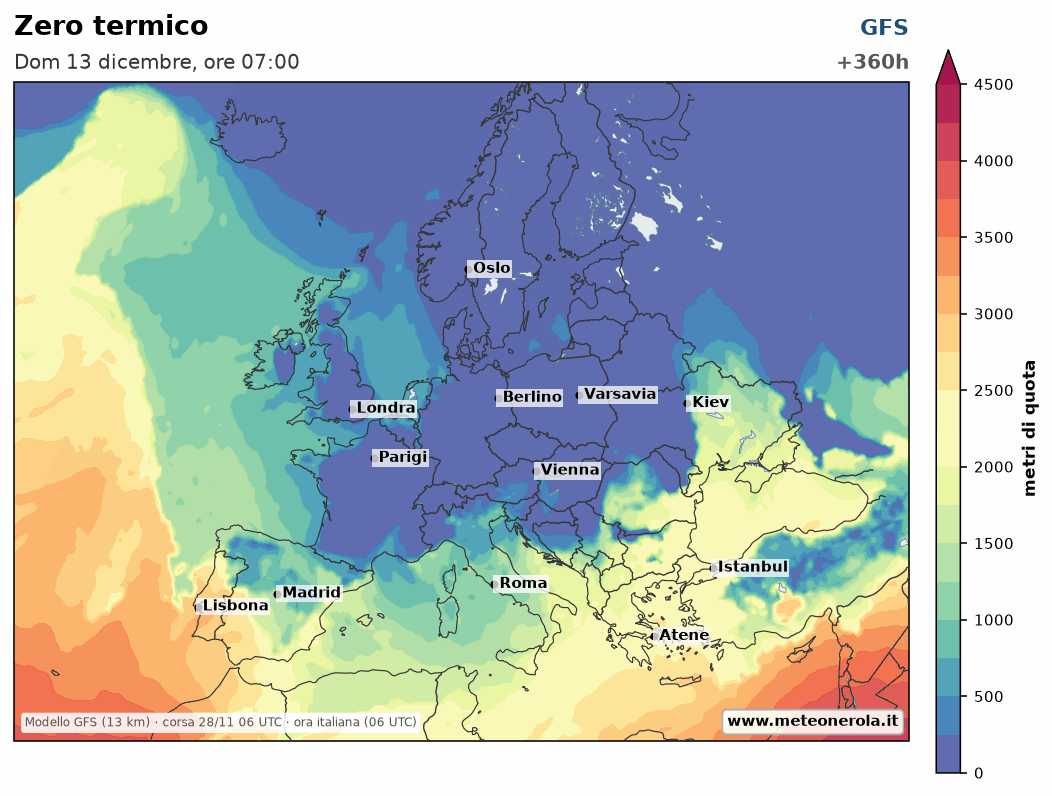 Zero termico
GFS
Dom 13 dicembre, ore 07:00
+360h
4500
4000
3500
3000
2500
2000
1500
1000
500
0
metri di quota
Oslo
Berlino
Varsavia
Kiev
Londra
Parigi
Vienna
Istanbul
Roma
Madrid
Lisbona
Atene
Modello GFS (13 km) · corsa 28/11 06 UTC · ora italiana (06 UTC)
www.meteonerola.it